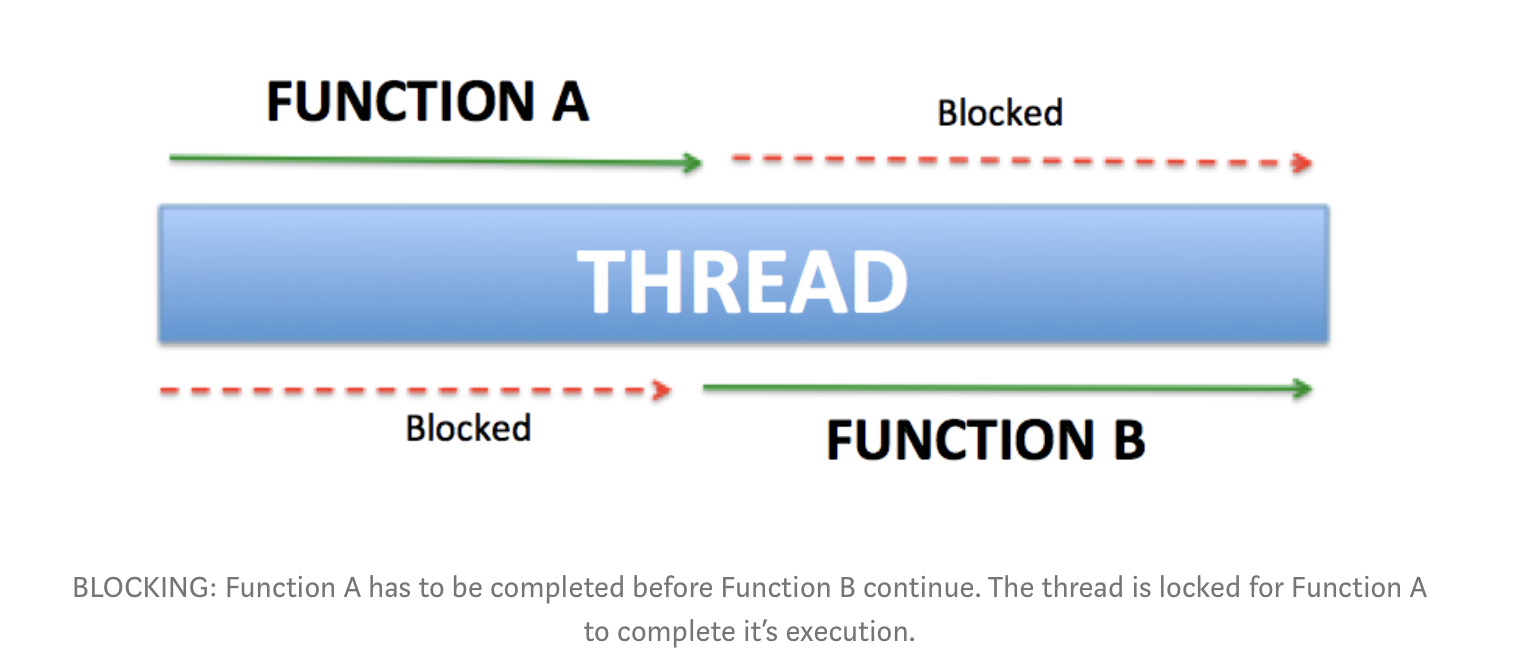 FUNCTION A
Blocked
THREAD
Blocked
FUNCTION B
BLOCKING: Function A has to be completed before Function B continue. The thread is locked for Function A
to complete it’s execution.